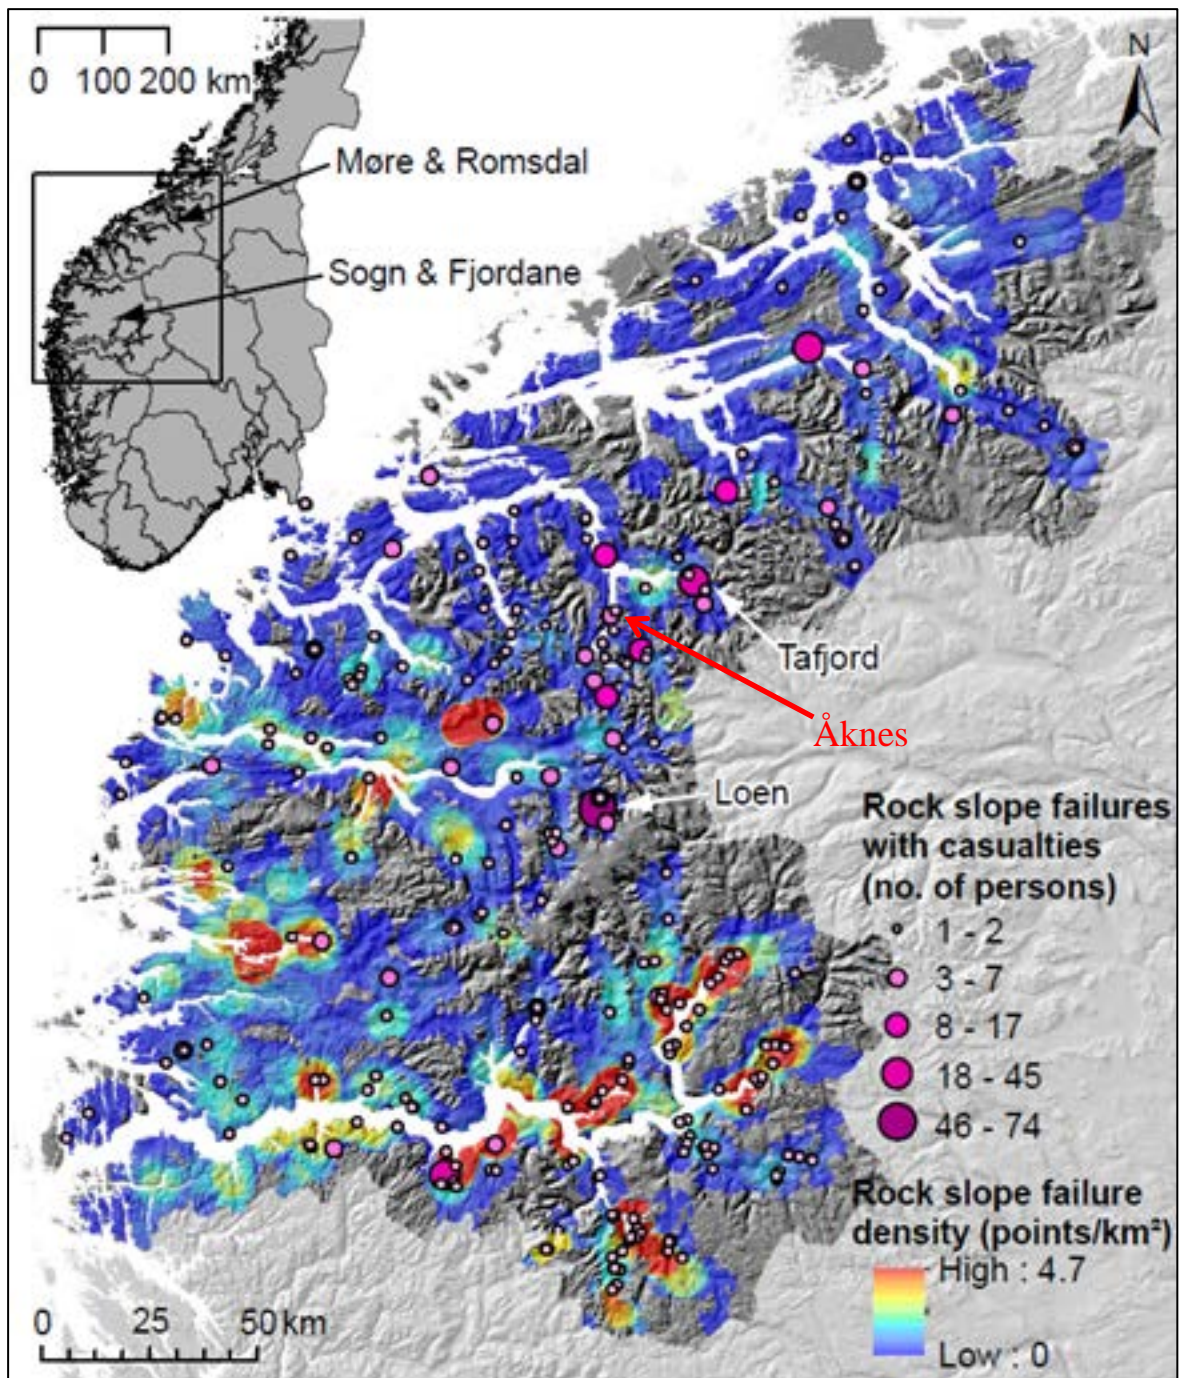 0 100 200 km
N
Møre & Romsdal
Sogn & Fjordane
Tafjord
Åknes
Loen
Rock slope failures
with casualties
(no. of persons)
1 - 2
3 - 7
8 - 17
18 - 45
46 - 74
Rock slope failure
density (points/km²)
High : 4.7
Low : 0
0 25 50 km